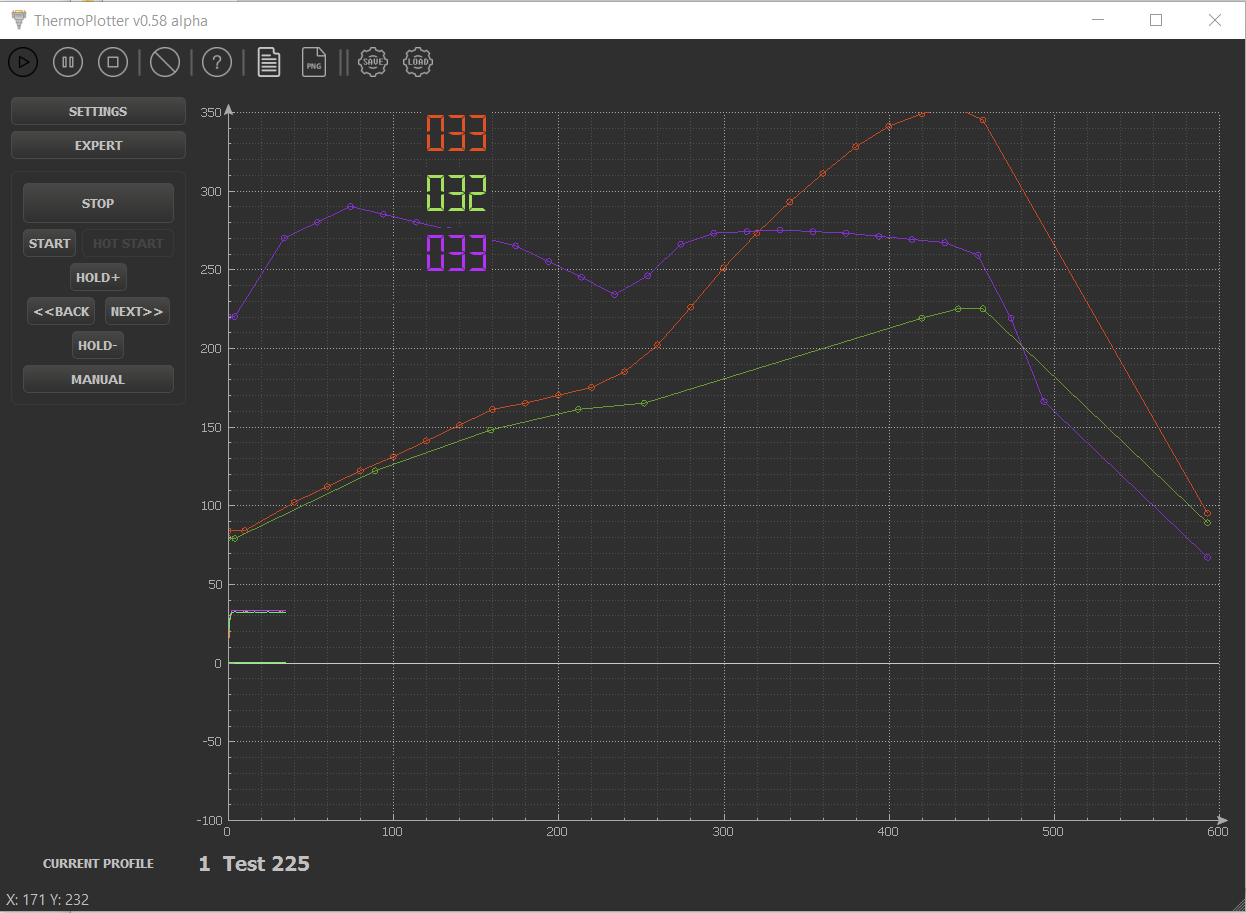 ThermoPlotter v0.58 alpha
PNG
SAVE
LOAD
SETTINGS
EXPERT
STOP
START
HOT START
HOLD+
<<BACK
NEXT>>
HOLD-
MANUAL
350
300
250
200
150
100
50
0
-50
-100
033
032
033
0
100
200
300
400
500
600
CURRENT PROFILE
1 Test 225
X: 171 Y: 232